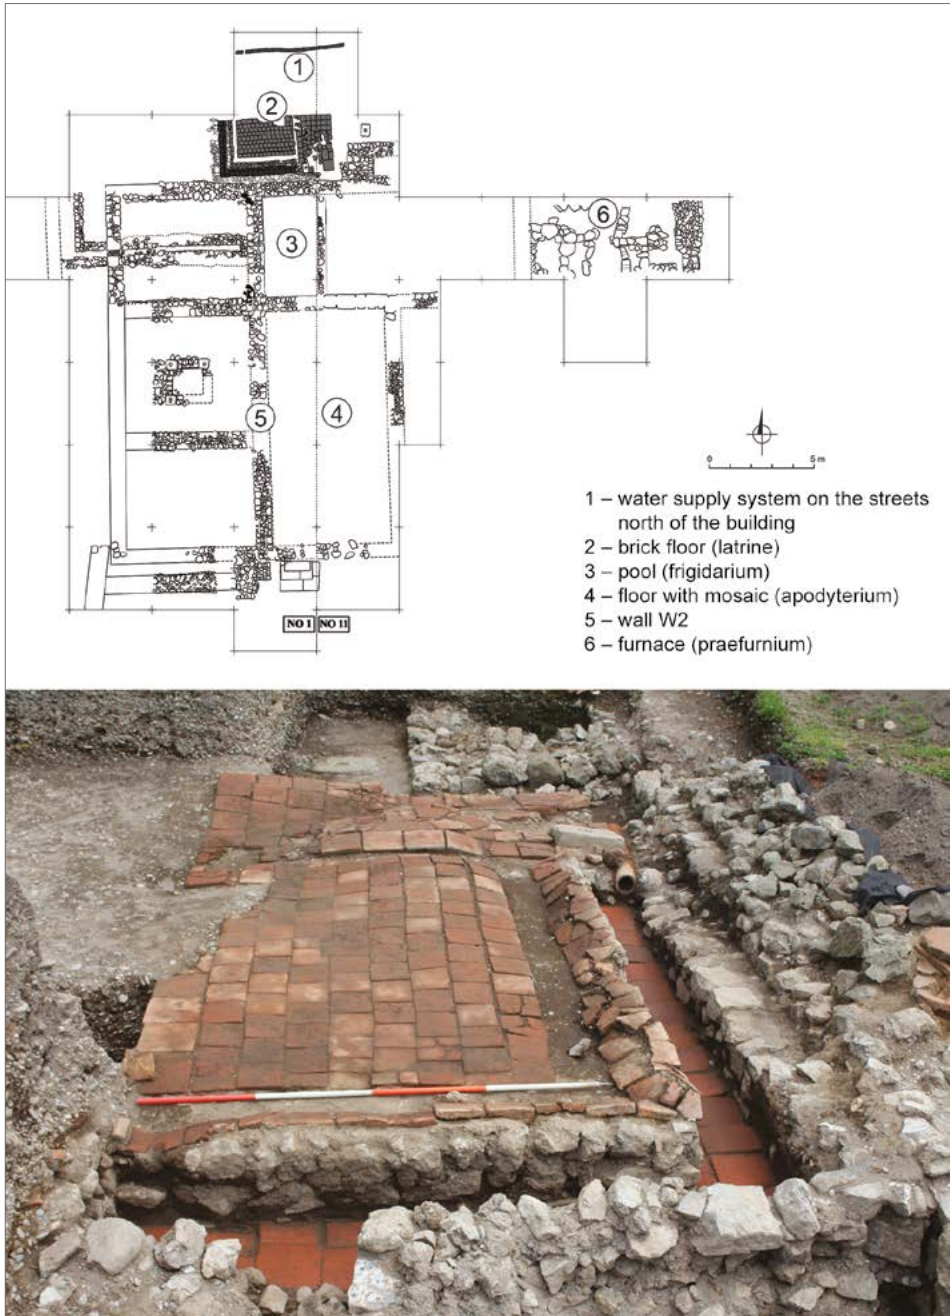 1
2
6
3
5
4
0 5 m
1 – water supply system on the streets
north of the building
2 – brick floor (latrine)
3 – pool (frigidarium)
4 – floor with mosaic (apodyterium)
5 – wall W2
6 – furnace (praefurnium)
NO 1 NO 11